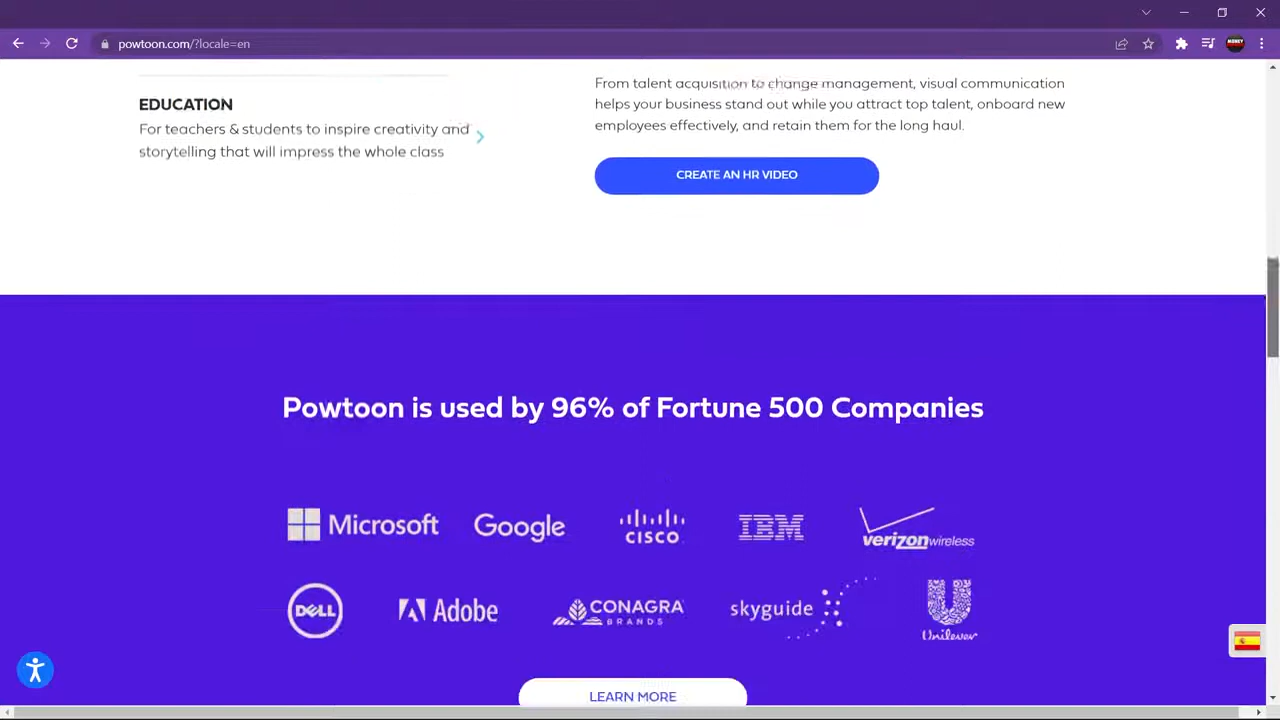 powtoon.com/?locale=en
EDUCATION
For teachers & students to inspire creativity and
storytelling that will impress the whole class
From talent acquisition to change management, visual communication
helps your business stand out while you attract top talent, onboard new
employees effectively, and retain them for the long haul.
CREATE AN HR VIDEO
Powtoon is used by 96% of Fortune 500 Companies
Microsoft Google CISCO IBM verizonwireless
DELL Adobe CONAGRA BRANDS skyguide Unilever
LEARN MORE